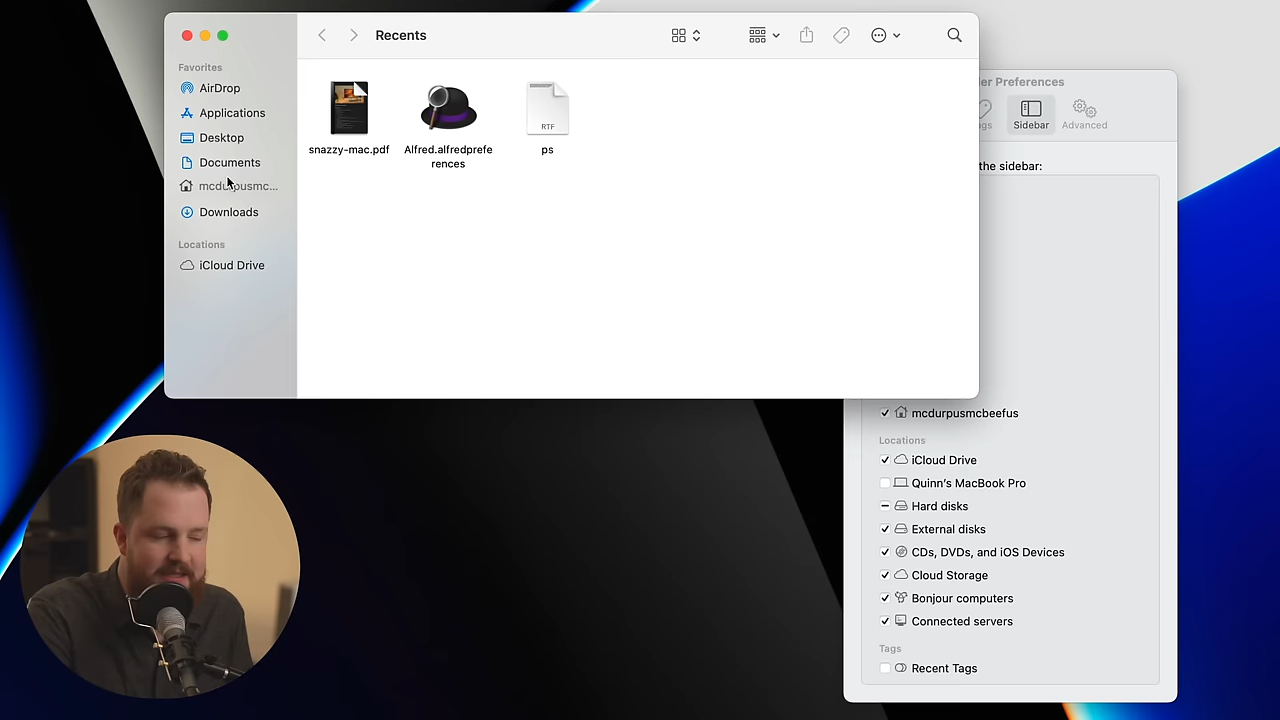 Recents
Favorites
AirDrop
Applications
Desktop
Documents
mcdurpusmc...
Downloads
Locations
iCloud Drive
snazzy-mac.pdf
Alfred.alfredprefe
rences
RTF
ps
er Preferences
gs
Sidebar
Advanced
the sidebar:
mcdurpusmcbeefus
Locations
iCloud Drive
Quinn's MacBook Pro
Hard disks
External disks
CDs, DVDs, and iOS Devices
Cloud Storage
Bonjour computers
Connected servers
Tags
Recent Tags